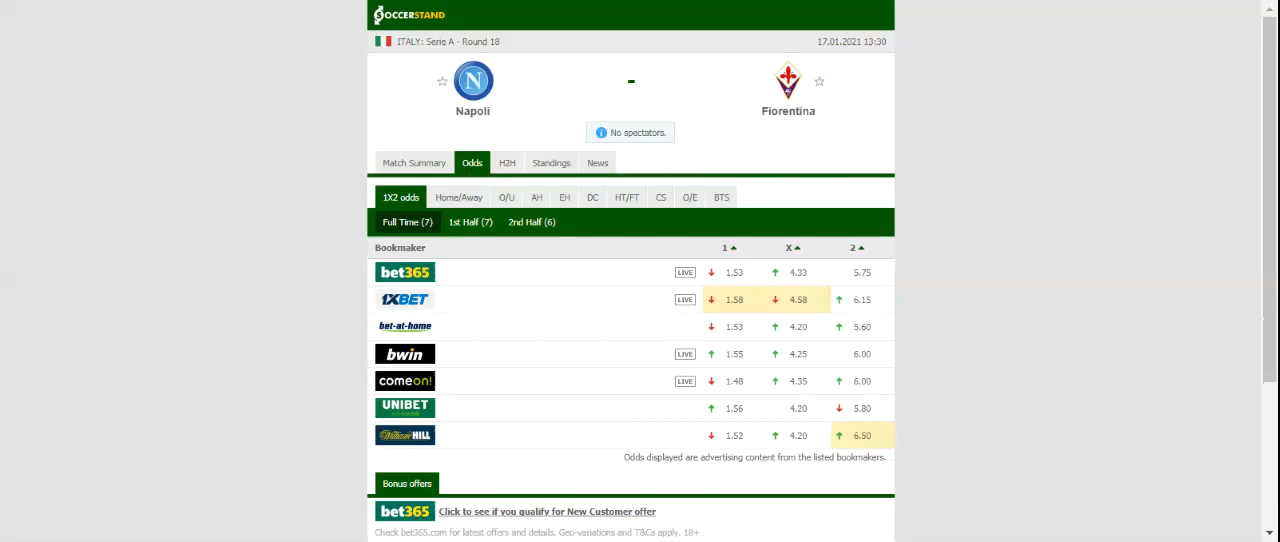 SOCCERSTAND
ITALY: Serie A - Round 18 17.01.2021 13:30
N
Napoli - Fiorentina
No spectators.
Match Summary Odds H2H Standings News
1X2 odds Home/Away O/U AH EH DC HT/FT CS O/E BTS
Full Time (7) 1st Half (7) 2nd Half (6)
Bookmaker 1 X 2
bet365 LIVE 1.53 4.33 5.75
1XBET LIVE 1.58 4.58 6.15
bet-at-home 1.53 4.20 5.60
bwin LIVE 1.55 4.25 6.00
comeon! LIVE 1.48 4.35 6.00
UNIBET 1.56 4.20 5.80
William HILL 1.52 4.20 6.50
Odds displayed are advertising content from the listed bookmakers.
Bonus offers
bet365 Click to see if you qualify for New Customer offer
Check bet365.com for latest offers and details. Geo-variations and T&Cs apply. 18+